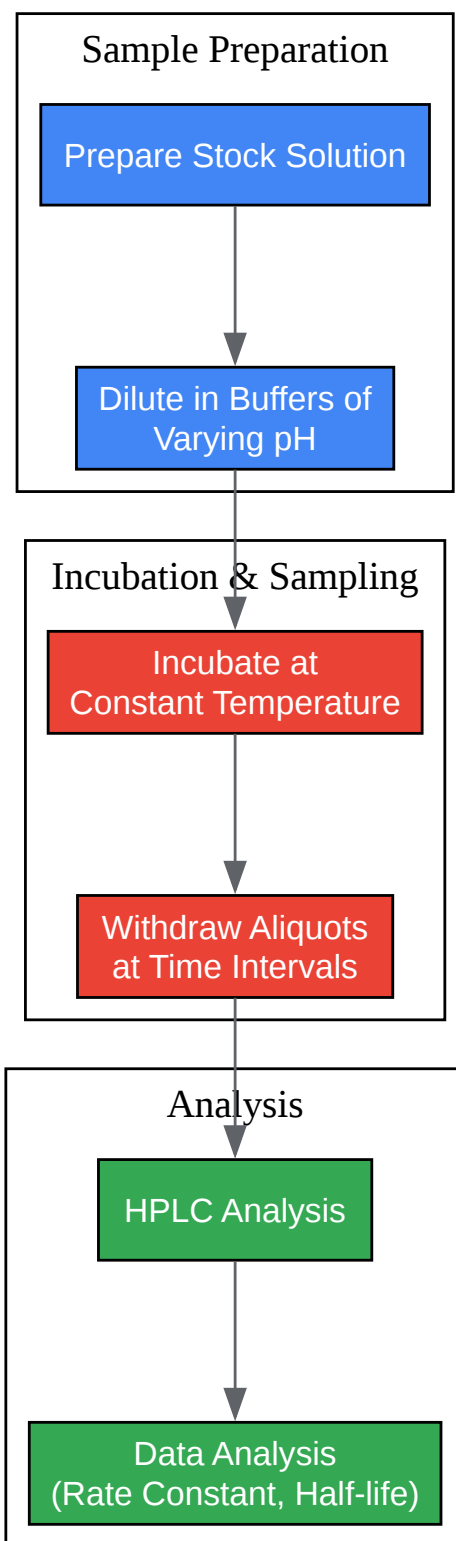 Sample Preparation
Prepare Stock Solution
Dilute in Buffers of
Varying pH
Incubation & Sampling
Incubate at
Constant Temperature
Withdraw Aliquots
at Time Intervals
Analysis
HPLC Analysis
Data Analysis
(Rate Constant, Half-life)